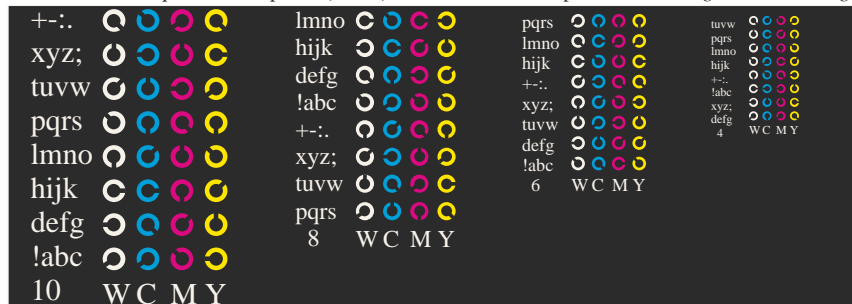 +-:.
xyz;
tuvw
pqrs
lmno
hijk
defg
!abc
10 W C M Y
lmno
hijk
defg
!abc
+-:.
xyz;
tuvw
pqrs
8 W C M Y
pqrs
lmno
hijk
+-:.
xyz;
tuvw
defg
!abc
6 W C M Y
tuvw
pqrs
lmno
hijk
+-:.
!abc
xyz;
defg
4 W C M Y